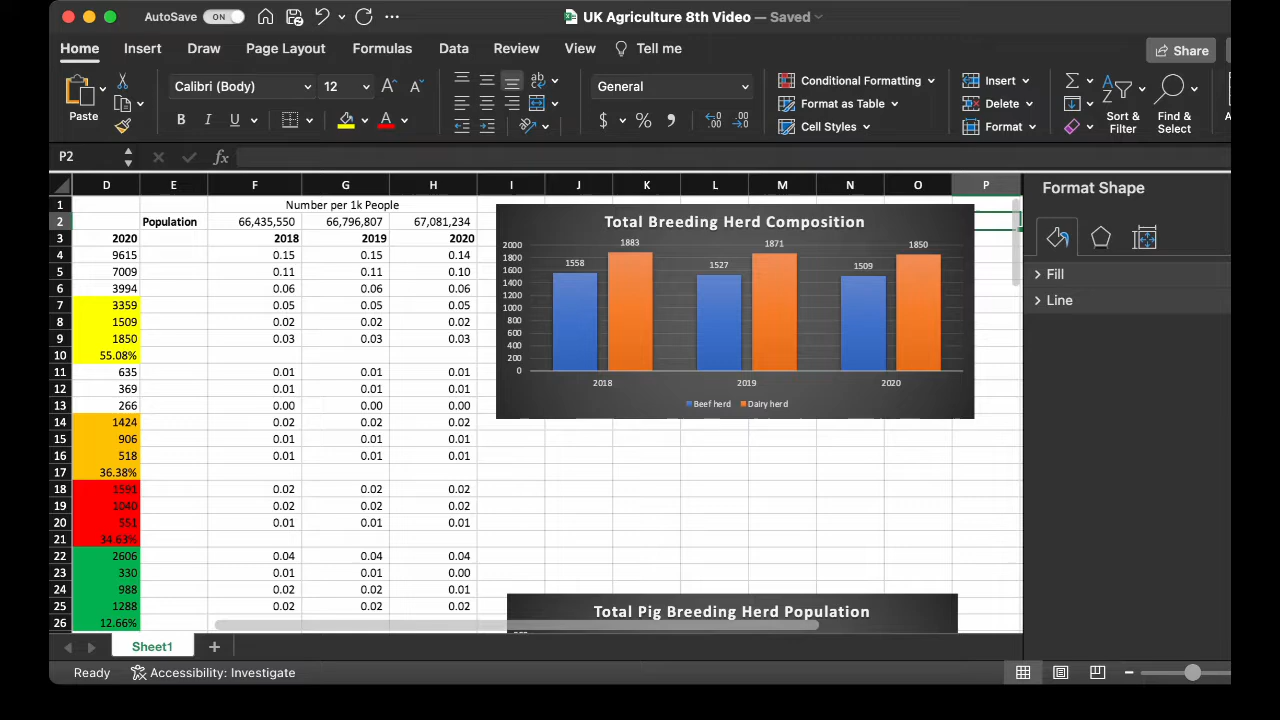 AutoSave ON UK Agriculture 8th Video — Saved
Home Insert Draw Page Layout Formulas Data Review View Tell me Share
Paste Calibri (Body) 12 General Conditional Formatting Insert
B I U A $ % Format as Table Delete
Cell Styles Format Sort & Filter Find & Select
P2 fx
D E F G H I J K L M N O P
1 Number per 1k People
2 Population 66,435,550 66,796,807 67,081,234
3 2020 2018 2019 2020
4 9615 0.15 0.15 0.14
5 7009 0.11 0.11 0.10
6 3994 0.06 0.06 0.06
7 3359 0.05 0.05 0.05
8 1509 0.02 0.02 0.02
9 1850 0.03 0.03 0.03
10 55.08%
11 635 0.01 0.01 0.01
12 369 0.01 0.01 0.01
13 266 0.00 0.00 0.00
14 1424 0.02 0.02 0.02
15 906 0.01 0.01 0.01
16 518 0.01 0.01 0.01
17 36.38%
18 1591 0.02 0.02 0.02
19 1040 0.02 0.02 0.02
20 551 0.01 0.01 0.01
21 34.63%
22 2606 0.04 0.04 0.04
23 330 0.01 0.01 0.00
24 988 0.02 0.02 0.01
25 1288 0.02 0.02 0.02
26 12.66%
Total Breeding Herd Composition
2000
1800
1600
1400
1200
1000
800
600
400
200
0
1558 1883 1527 1871 1509 1850
2018 2019 2020
Beef herd Dairy herd
Total Pig Breeding Herd Population
Format Shape
Fill
Line
Sheet1 +
Ready Accessibility: Investigate